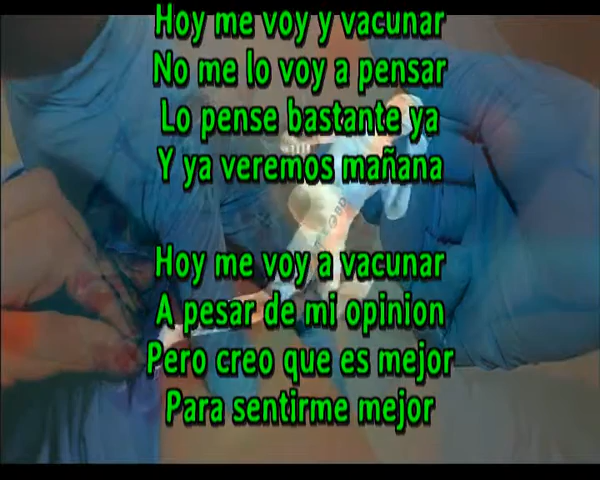 Hoy me voy y vacunar
No me lo voy a pensar
Lo pense bastante ya
Y ya veremos mañana
Hoy me voy a vacunar
A pesar de mi opinion
Pero creo que es mejor
Para sentirme mejor